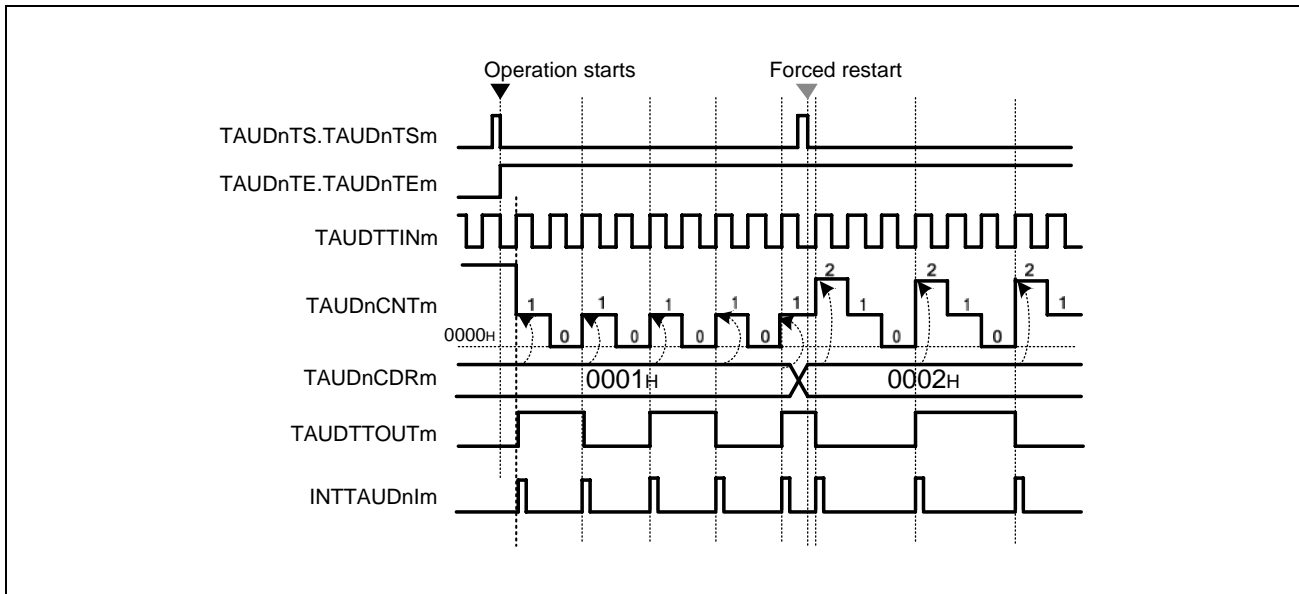 Operation starts Forced restart
TAUDnTS.TAUDnTSm
TAUDnTE.TAUDnTEm
TAUDTTINm
TAUDnCNTm
2 2 2
1 1 1 1 1 1 1 1
0000H 0 0 0 0 0 0
TAUDnCDRm 0001H 0002H
TAUDTTOUTm
INTTAUDnIm